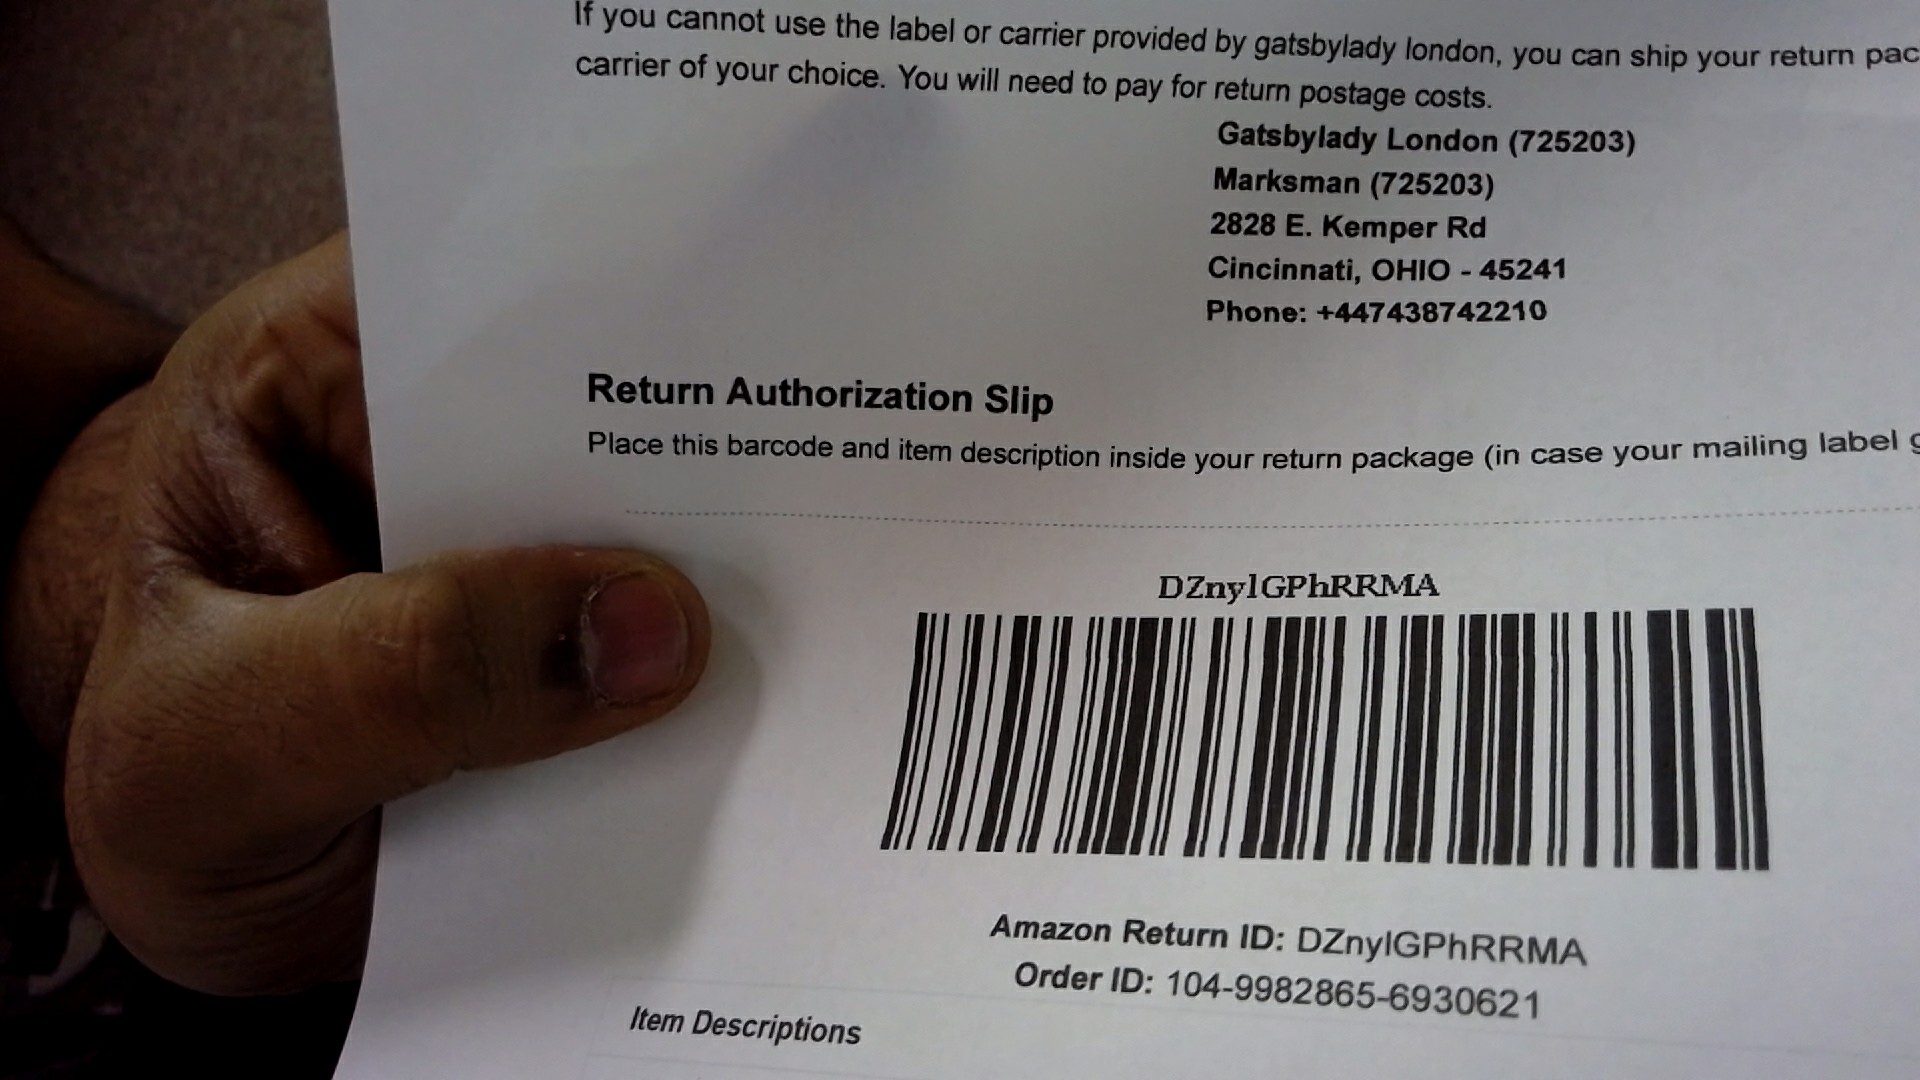 If you cannot use the label or carrier provided by gatsbylady london, you can ship your return
carrier of your choice. You will need to pay for return postage costs.
Gatsbylady London (725203)
Marksman (725203)
2828 E. Kemper Rd
Cincinnati, OHIO - 45241
Phone: +447438742210
Return Authorization Slip
Place this barcode and item description inside your return package (in case your mailing label
DZnylGPhRRMA
Amazon Return ID: DZnylGPhRRMA
Order ID: 104-9982865-6930621
Item Descriptions